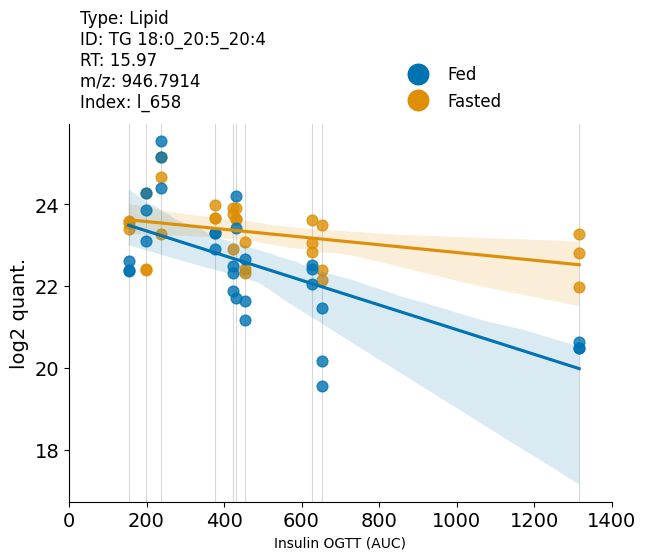 Type: Lipid
ID: TG 18:0_20:5_20:4
RT: 15.97
m/z: 946.7914
Index: l_658
Fed
Fasted
log2 quant.
24
22
20
18
0 200 400 600 800 1000 1200 1400
Insulin OGTT (AUC)